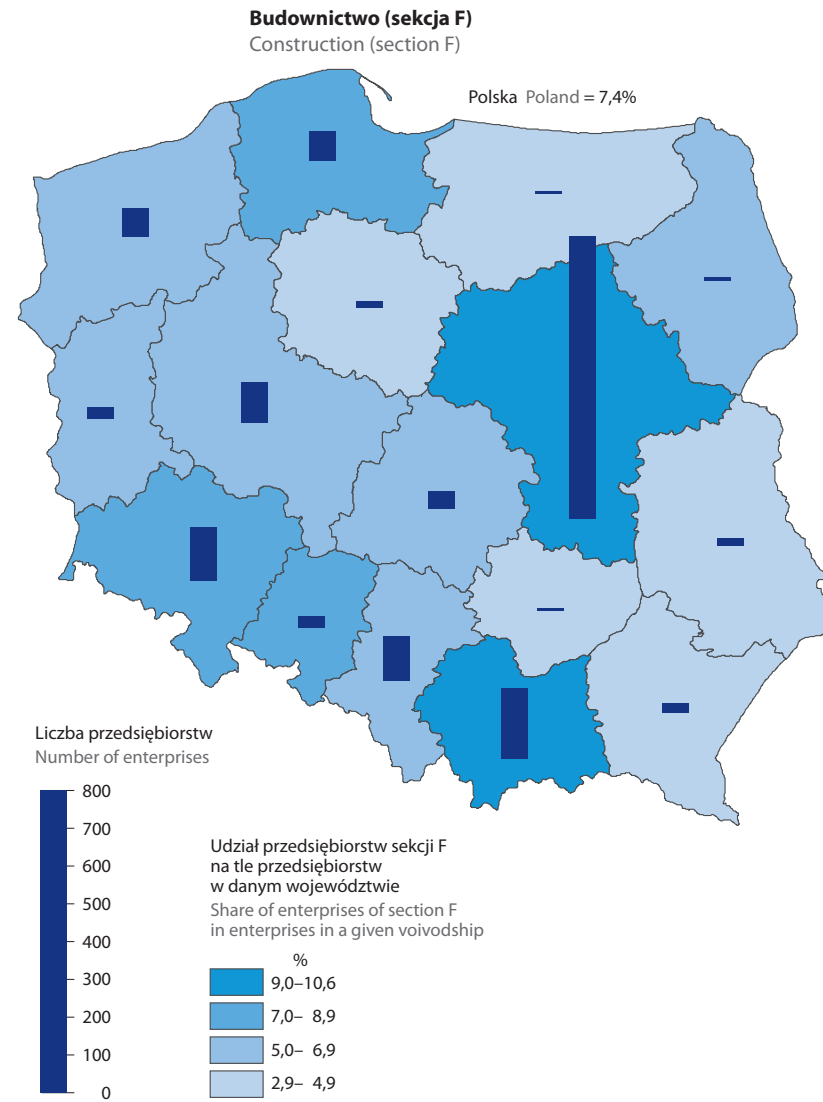 Budownictwo (sekcja F)
Construction (section F)
Polska Poland = 7,4%
Liczba przedsiębiorstw
Number of enterprises
800
700
600
500
400
300
200
100
0
Udział przedsiębiorstw sekcji F
na tle przedsiębiorstw
w danym województwie
Share of enterprises of section F
in enterprises in a given voivodship
%
9,0–10,6
7,0– 8,9
5,0– 6,9
2,9– 4,9